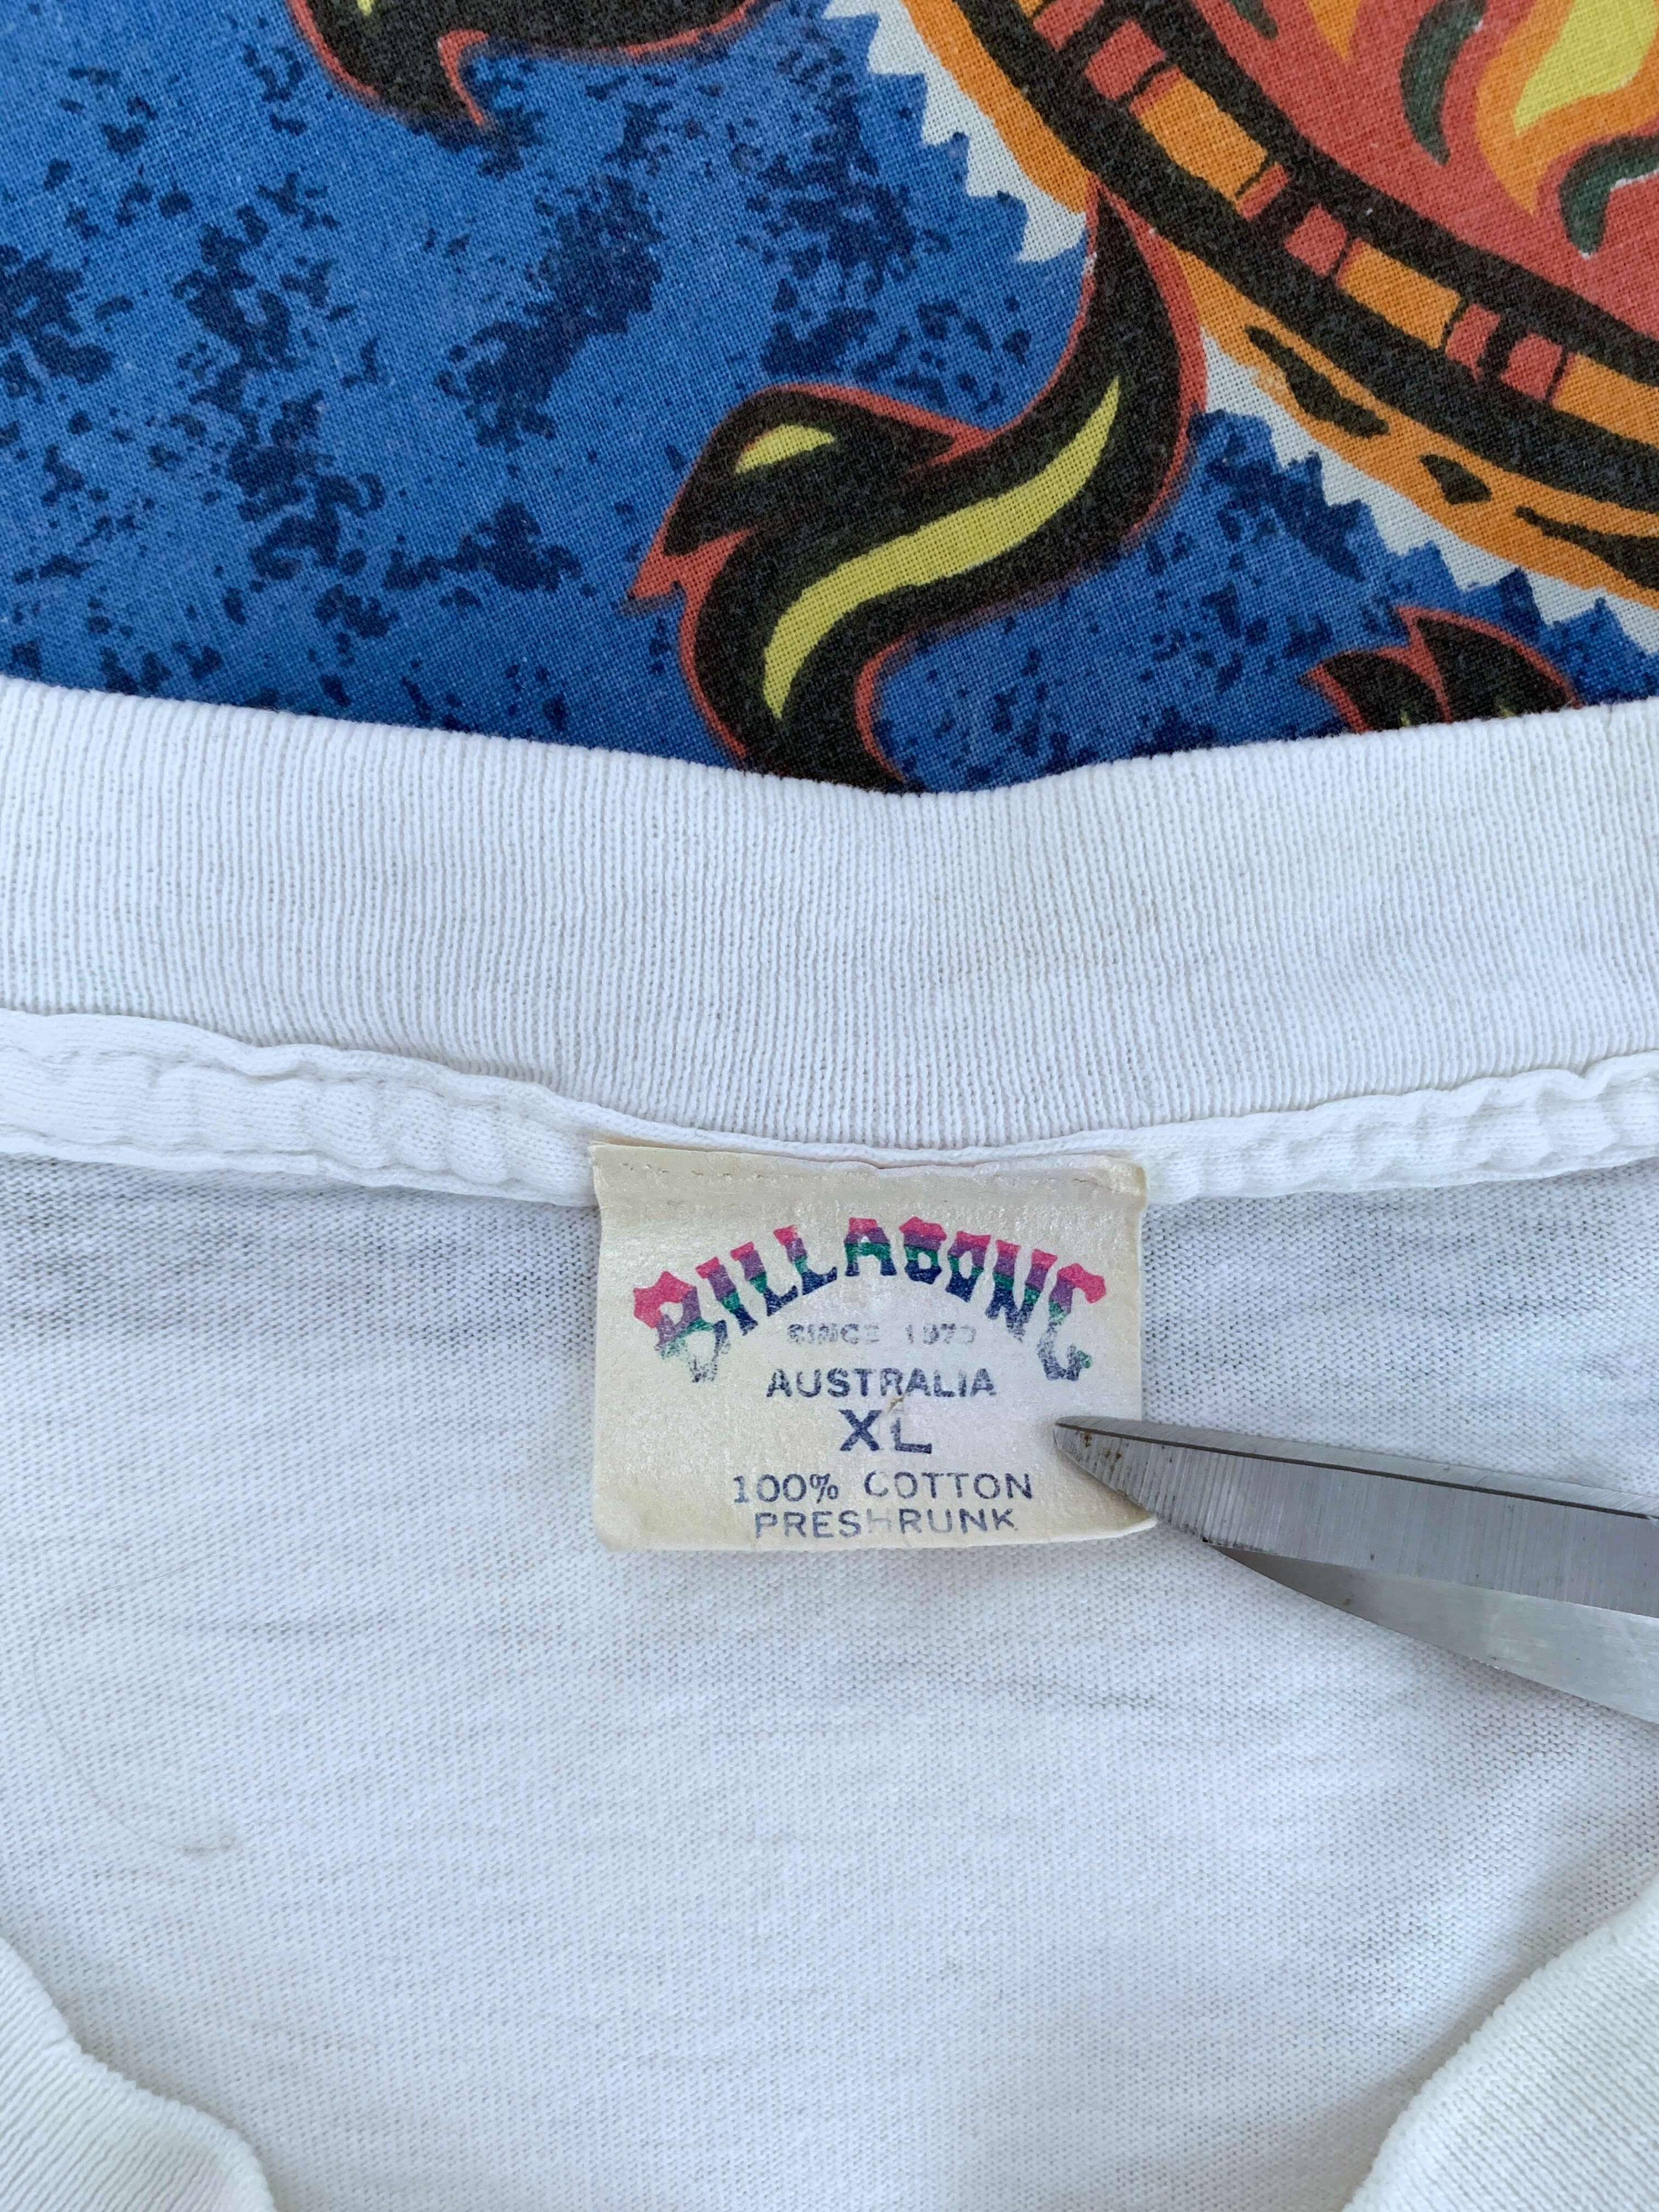 BILLABONG
SINCE 1973
AUSTRALIA
XL
100% COTTON
PRESHRUNK